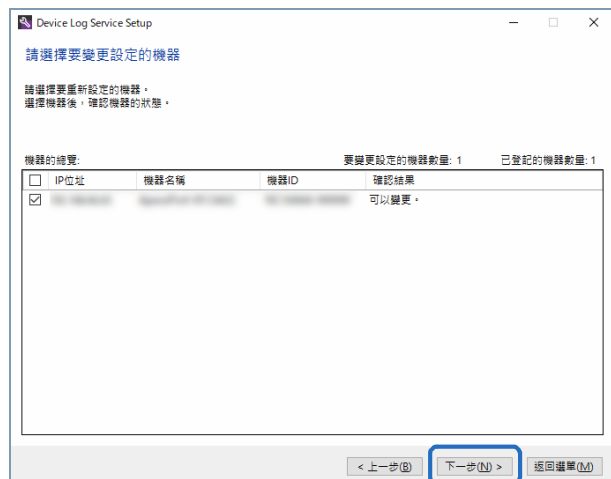 Device Log Service Setup
請選擇要變更設定的機器
請選擇要重新設定的機器。
選擇機器後，確認機器的狀態。
機器的總覽: 要變更設定的機器數量: 1 已登記的機器數量: 1
IP位址 機器名稱 機器ID 確認結果
可以變更。
< 上一步(B) 下一步(N) > 返回選單(M)